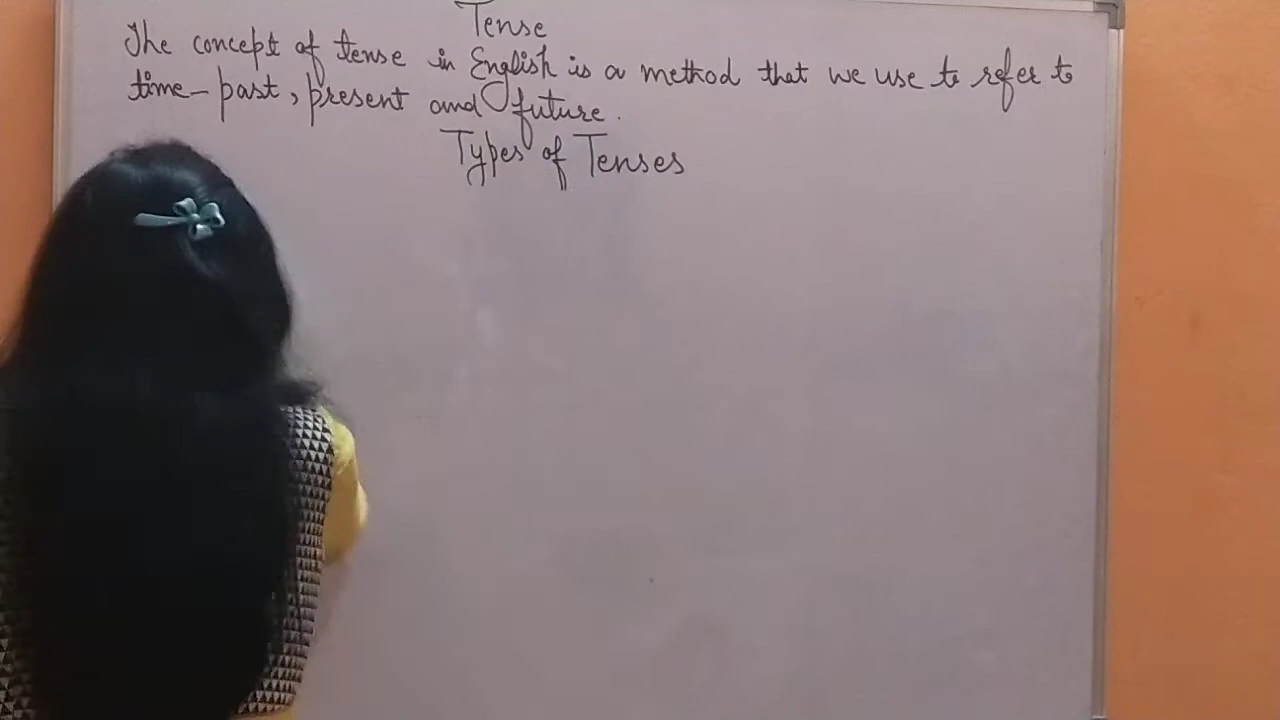 Tense
The concept of tense in English is a method that we use to refer to
time - past, present and future.
Types of Tenses